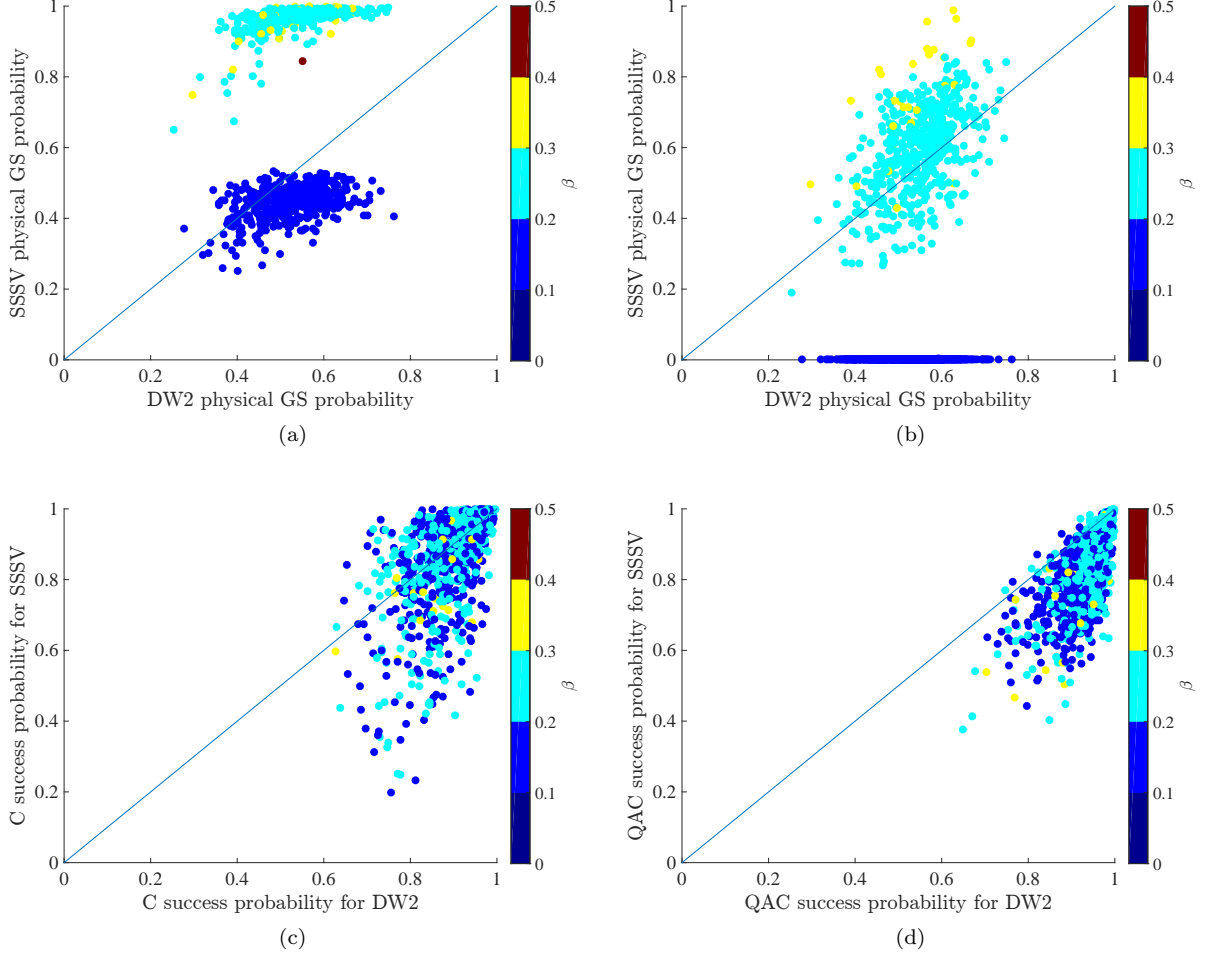 1
0.8
0.6
0.4
0.2
0
0 0.2 0.4 0.6 0.8 1
SSSV physical GS probability
DW2 physical GS probability
0.5
0.4
0.3
0.2
0.1
0
β
(a)
1
0.8
0.6
0.4
0.2
0
0 0.2 0.4 0.6 0.8 1
SSSV physical GS probability
DW2 physical GS probability
0.5
0.4
0.3
0.2
0.1
0
β
(b)
1
0.8
0.6
0.4
0.2
0
0 0.2 0.4 0.6 0.8 1
C success probability for SSSV
C success probability for DW2
0.5
0.4
0.3
0.2
0.1
0
β
(c)
1
0.8
0.6
0.4
0.2
0
0 0.2 0.4 0.6 0.8 1
QAC success probability for SSSV
QAC success probability for DW2
0.5
0.4
0.3
0.2
0.1
0
β
(d)